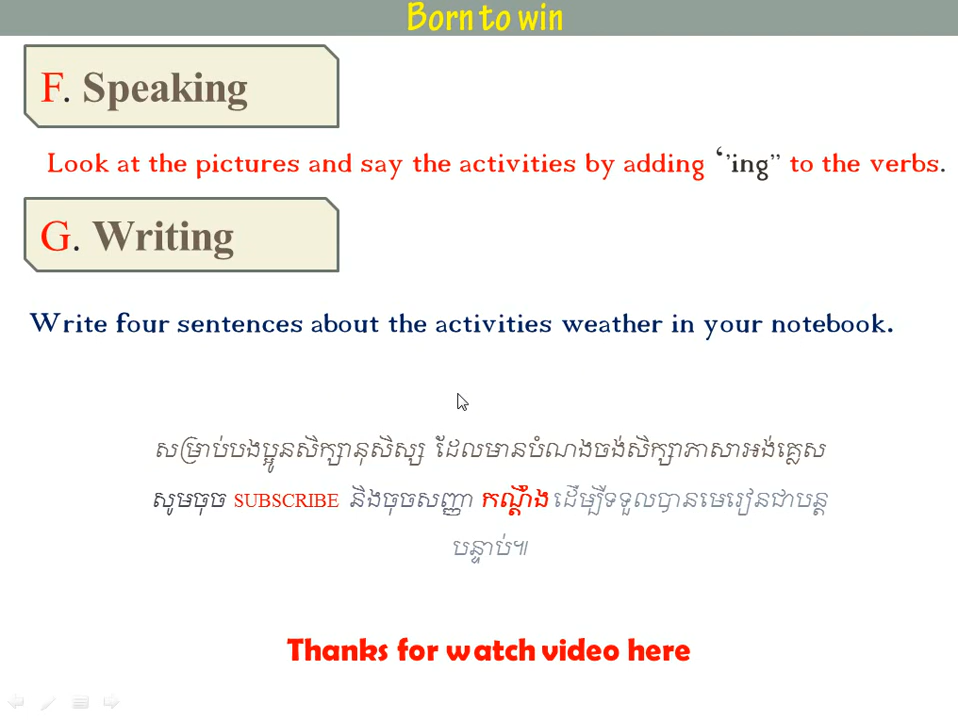 Born to win
F. Speaking
Look at the pictures and say the activities by adding ‘’ing” to the verbs.
G. Writing
Write four sentences about the activities weather in your notebook.
សម្រាប់បងប្អូនសិក្សានុសិស្ស ដែលមានបំណងចង់សិក្សាភាសាអង់គ្លេស
សូមចុច SUBSCRIBE និងចុចសញ្ញា កណ្ដឹង ដើម្បីទទួលបានមេរៀនជាបន្ត
បន្ទាប់៕
Thanks for watch video here